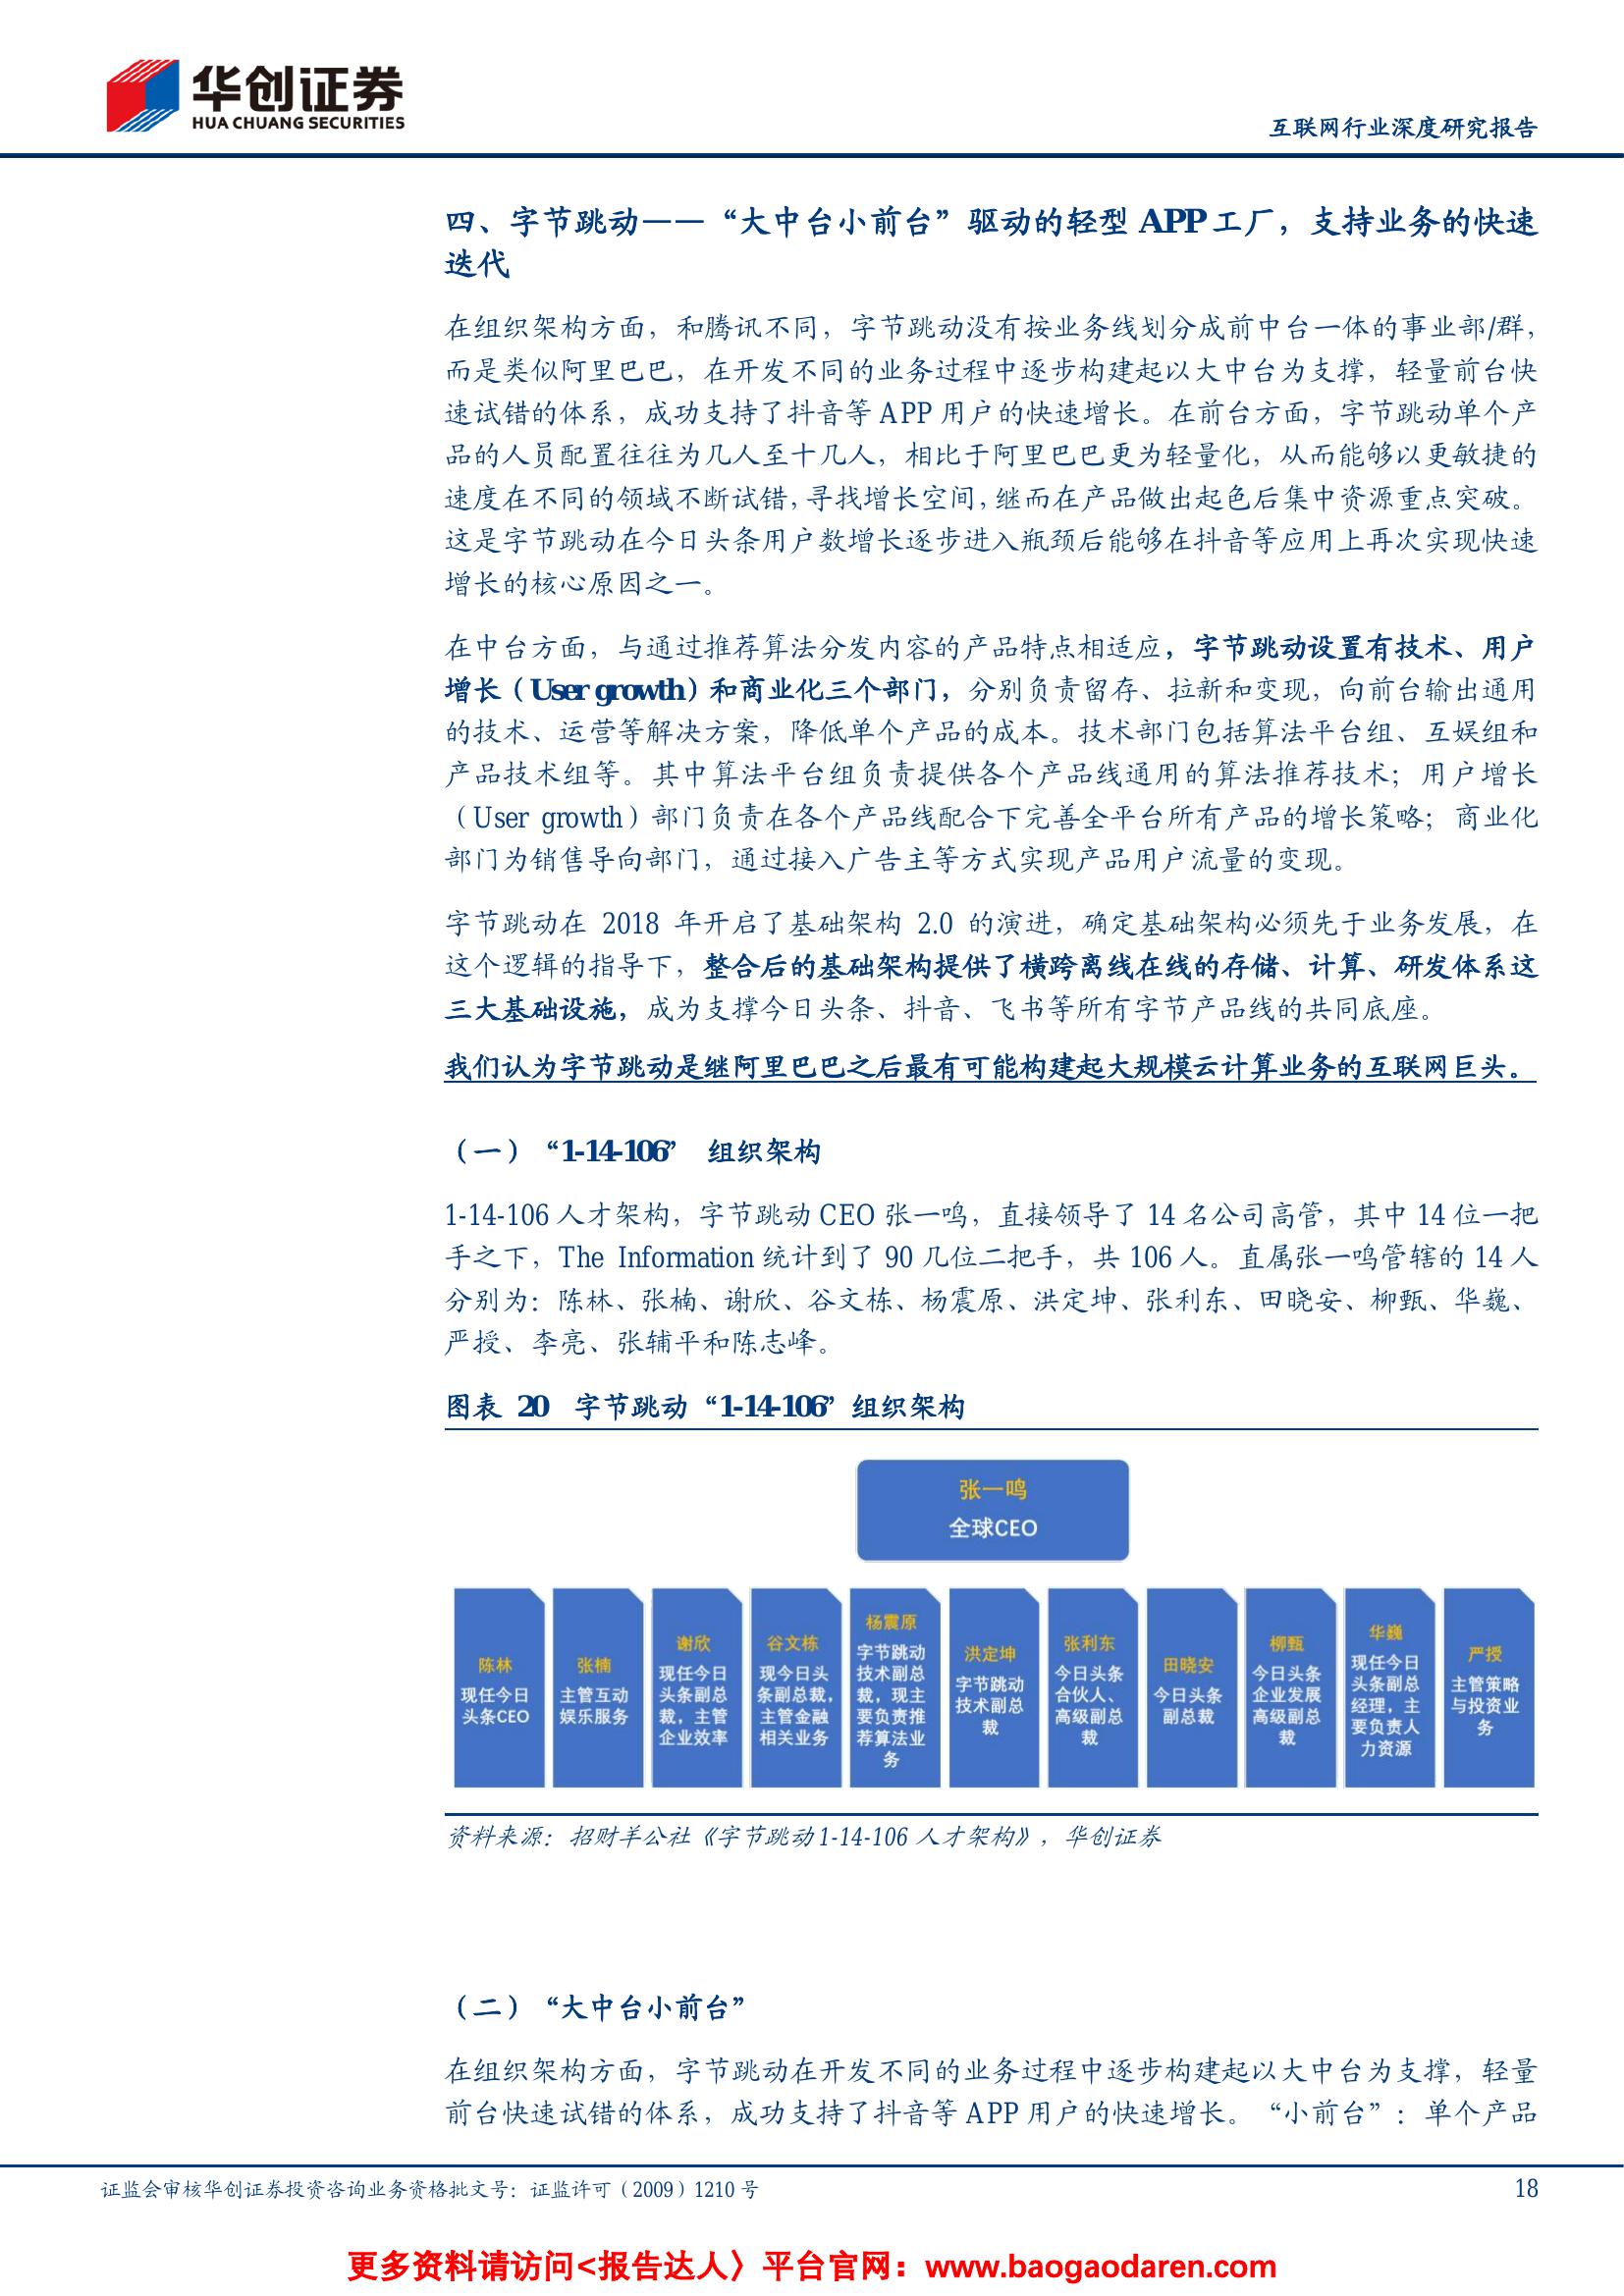 华创证券
HUA CHUANG SECURITIES
互联网行业深度研究报告
四、字节跳动——“大中台小前台”驱动的轻型 APP 工厂，支持业务的快速
迭代
在组织架构方面，和腾讯不同，字节跳动没有按业务线划分成前中台一体的事业部/群，
而是类似阿里巴巴，在开发不同的业务过程中逐步构建起以大中台为支撑，轻量前台快
速试错的体系，成功支持了抖音等 APP 用户的快速增长。在前台方面，字节跳动单个产
品的人员配置往往为几人至十几人，相比于阿里巴巴更为轻量化，从而能够以更敏捷的
速度在不同的领域不断试错，寻找增长空间，继而在产品做出起色后集中资源重点突破。
这是字节跳动在今日头条用户数增长逐步进入瓶颈后能够在抖音等应用上再次实现快速
增长的核心原因之一。
在中台方面，与通过推荐算法分发内容的产品特点相适应，字节跳动设置有技术、用户
增长（User growth）和商业化三个部门，分别负责留存、拉新和变现，向前台输出通用
的技术、运营等解决方案，降低单个产品的成本。技术部门包括算法平台组、互娱组和
产品技术组等。其中算法平台组负责提供各个产品线通用的算法推荐技术；用户增长
（User growth）部门负责在各个产品线配合下完善全平台所有产品的增长策略；商业化
部门为销售导向部门，通过接入广告主等方式实现产品用户流量的变现。
字节跳动在 2018 年开启了基础架构 2.0 的演进，确定基础架构必须先于业务发展，在
这个逻辑的指导下，整合后的基础架构提供了横跨离线在线的存储、计算、研发体系这
三大基础设施，成为支撑今日头条、抖音、飞书等所有字节产品线的共同底座。
我们认为字节跳动是继阿里巴巴之后最有可能构建起大规模云计算业务的互联网巨头。
（一）“1-14-106” 组织架构
1-14-106 人才架构，字节跳动 CEO 张一鸣，直接领导了 14 名公司高管，其中 14 位一把
手之下，The Information 统计到了 90 几位二把手，共 106 人。直属张一鸣管辖的 14 人
分别为：陈林、张楠、谢欣、谷文栋、杨震原、洪定坤、张利东、田晓安、柳甄、华巍、
严授、李亮、张辅平和陈志峰。
图表 20 字节跳动“1-14-106”组织架构
张一鸣
全球CEO
陈林
现任今日
头条CEO
张楠
主管互动
娱乐服务
谢欣
现任今日
头条副总
裁，主管
企业效率
谷文栋
现今日头
条副总裁，
主管金融
相关业务
杨震原
字节跳动
技术副总
裁，现主
要负责推
荐算法业
务
洪定坤
字节跳动
技术副总
裁
张利东
今日头条
合伙人、
高级副总
裁
田晓安
今日头条
副总裁
柳甄
今日头条
企业发展
高级副总
裁
华巍
现任今日
头条副总
经理，主
要负责人
力资源
严授
主管策略
与投资业
务
资料来源：招财羊公社《字节跳动1-14-106 人才架构》，华创证券
（二）“大中台小前台”
在组织架构方面，字节跳动在开发不同的业务过程中逐步构建起以大中台为支撑，轻量
前台快速试错的体系，成功支持了抖音等 APP 用户的快速增长。“小前台”：单个产品
证监会审核华创证券投资咨询业务资格批文号：证监许可（2009）1210 号
18
更多资料请访问<报告达人〉平台官网：www.baogaodaren.com